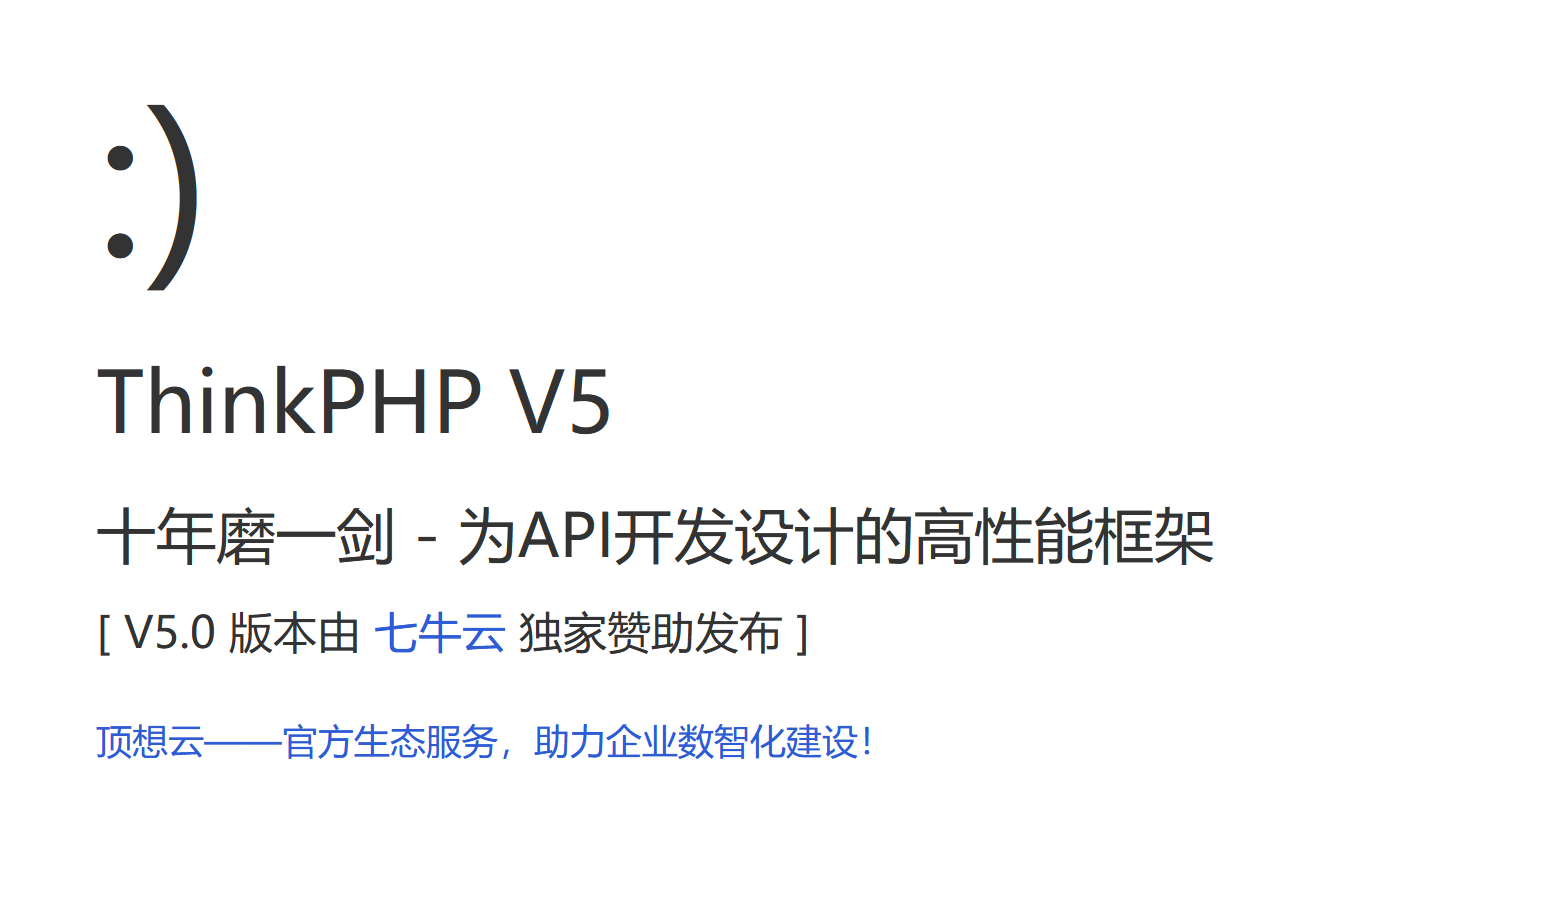 :)
ThinkPHP V5
十年磨一剑 - 为API开发设计的高性能框架
[ V5.0 版本由 七牛云 独家赞助发布 ]
顶想云——官方生态服务，助力企业数智化建设！